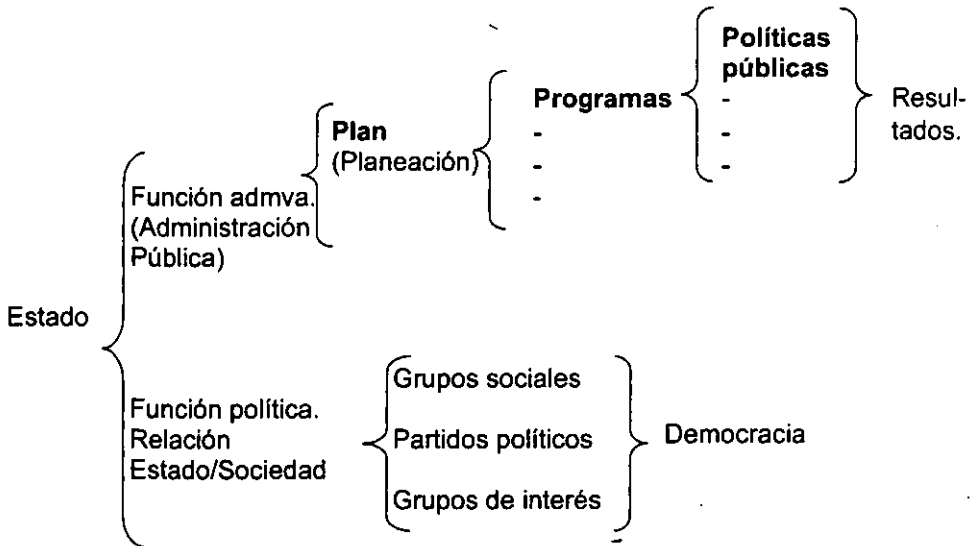 Políticas
públicas
-
-
-
Resul-
tados.
Programas
-
-
-
Plan
(Planeación)
Función admva.
(Administración
Pública)
Estado
Función política.
Relación
Estado/Sociedad
Grupos sociales
Partidos políticos
Grupos de interés
Democracia